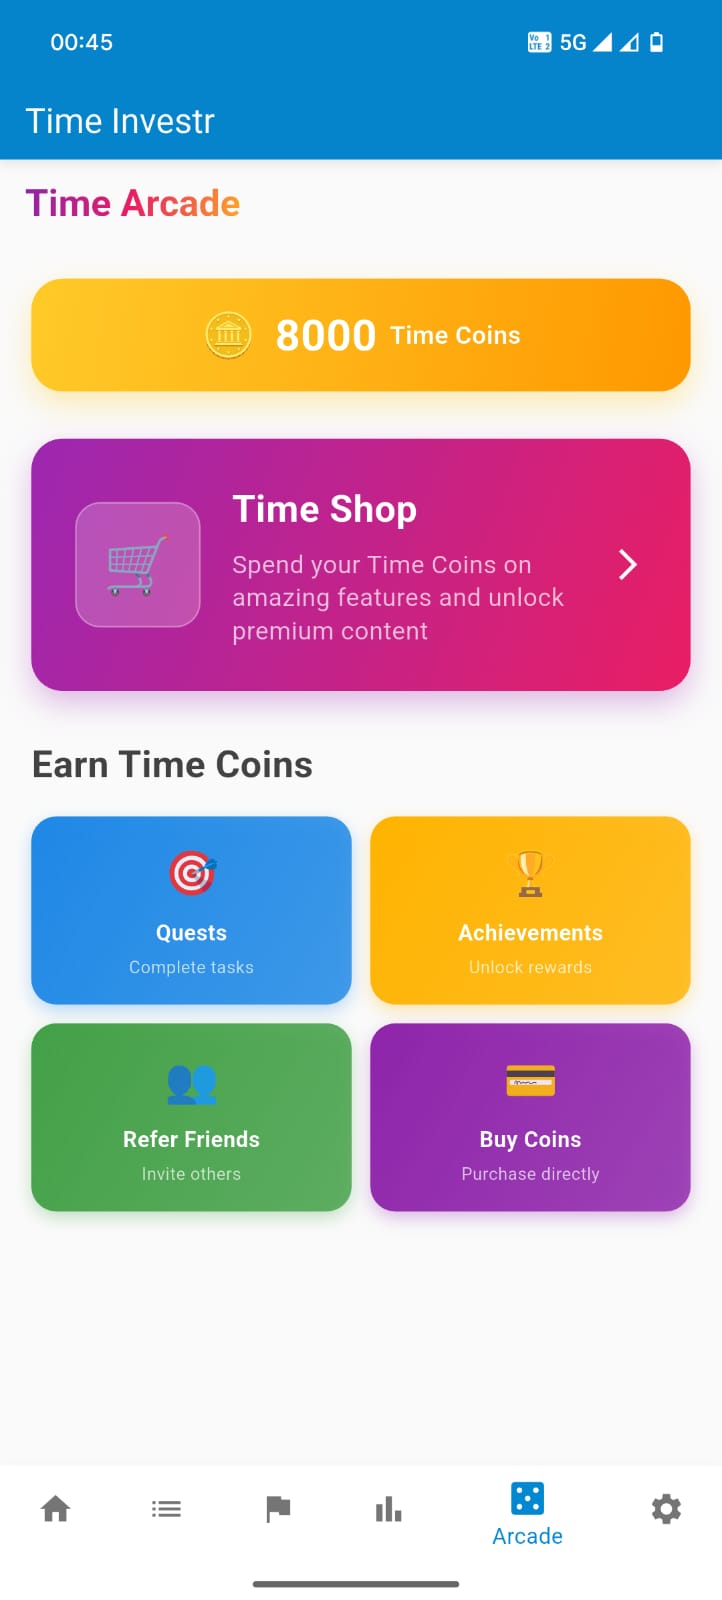 00:45
Vo 1
LTE 2
5G
Time Investr
Time Arcade
8000 Time Coins
Time Shop
Spend your Time Coins on
amazing features and unlock
premium content
Earn Time Coins
Quests
Complete tasks
Achievements
Unlock rewards
Refer Friends
Invite others
Buy Coins
Purchase directly
Arcade